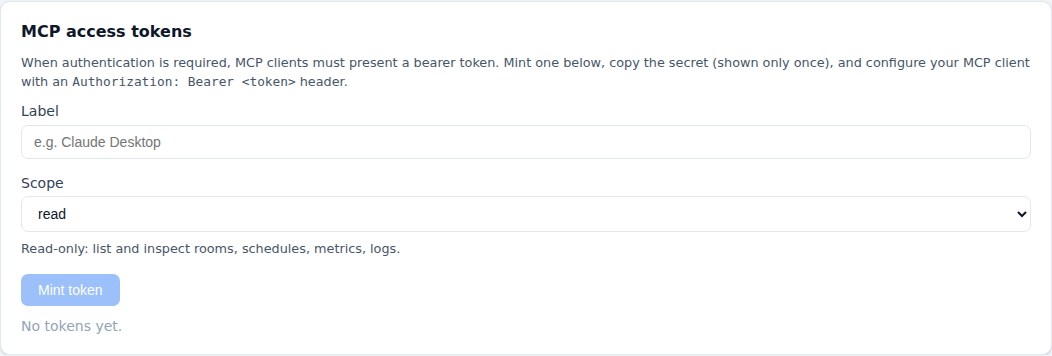 MCP access tokens
When authentication is required, MCP clients must present a bearer token. Mint one below, copy the secret (shown only once), and configure your MCP client
with an Authorization: Bearer <token> header.
Label
e.g. Claude Desktop
Scope
read
Read-only: list and inspect rooms, schedules, metrics, logs.
Mint token
No tokens yet.